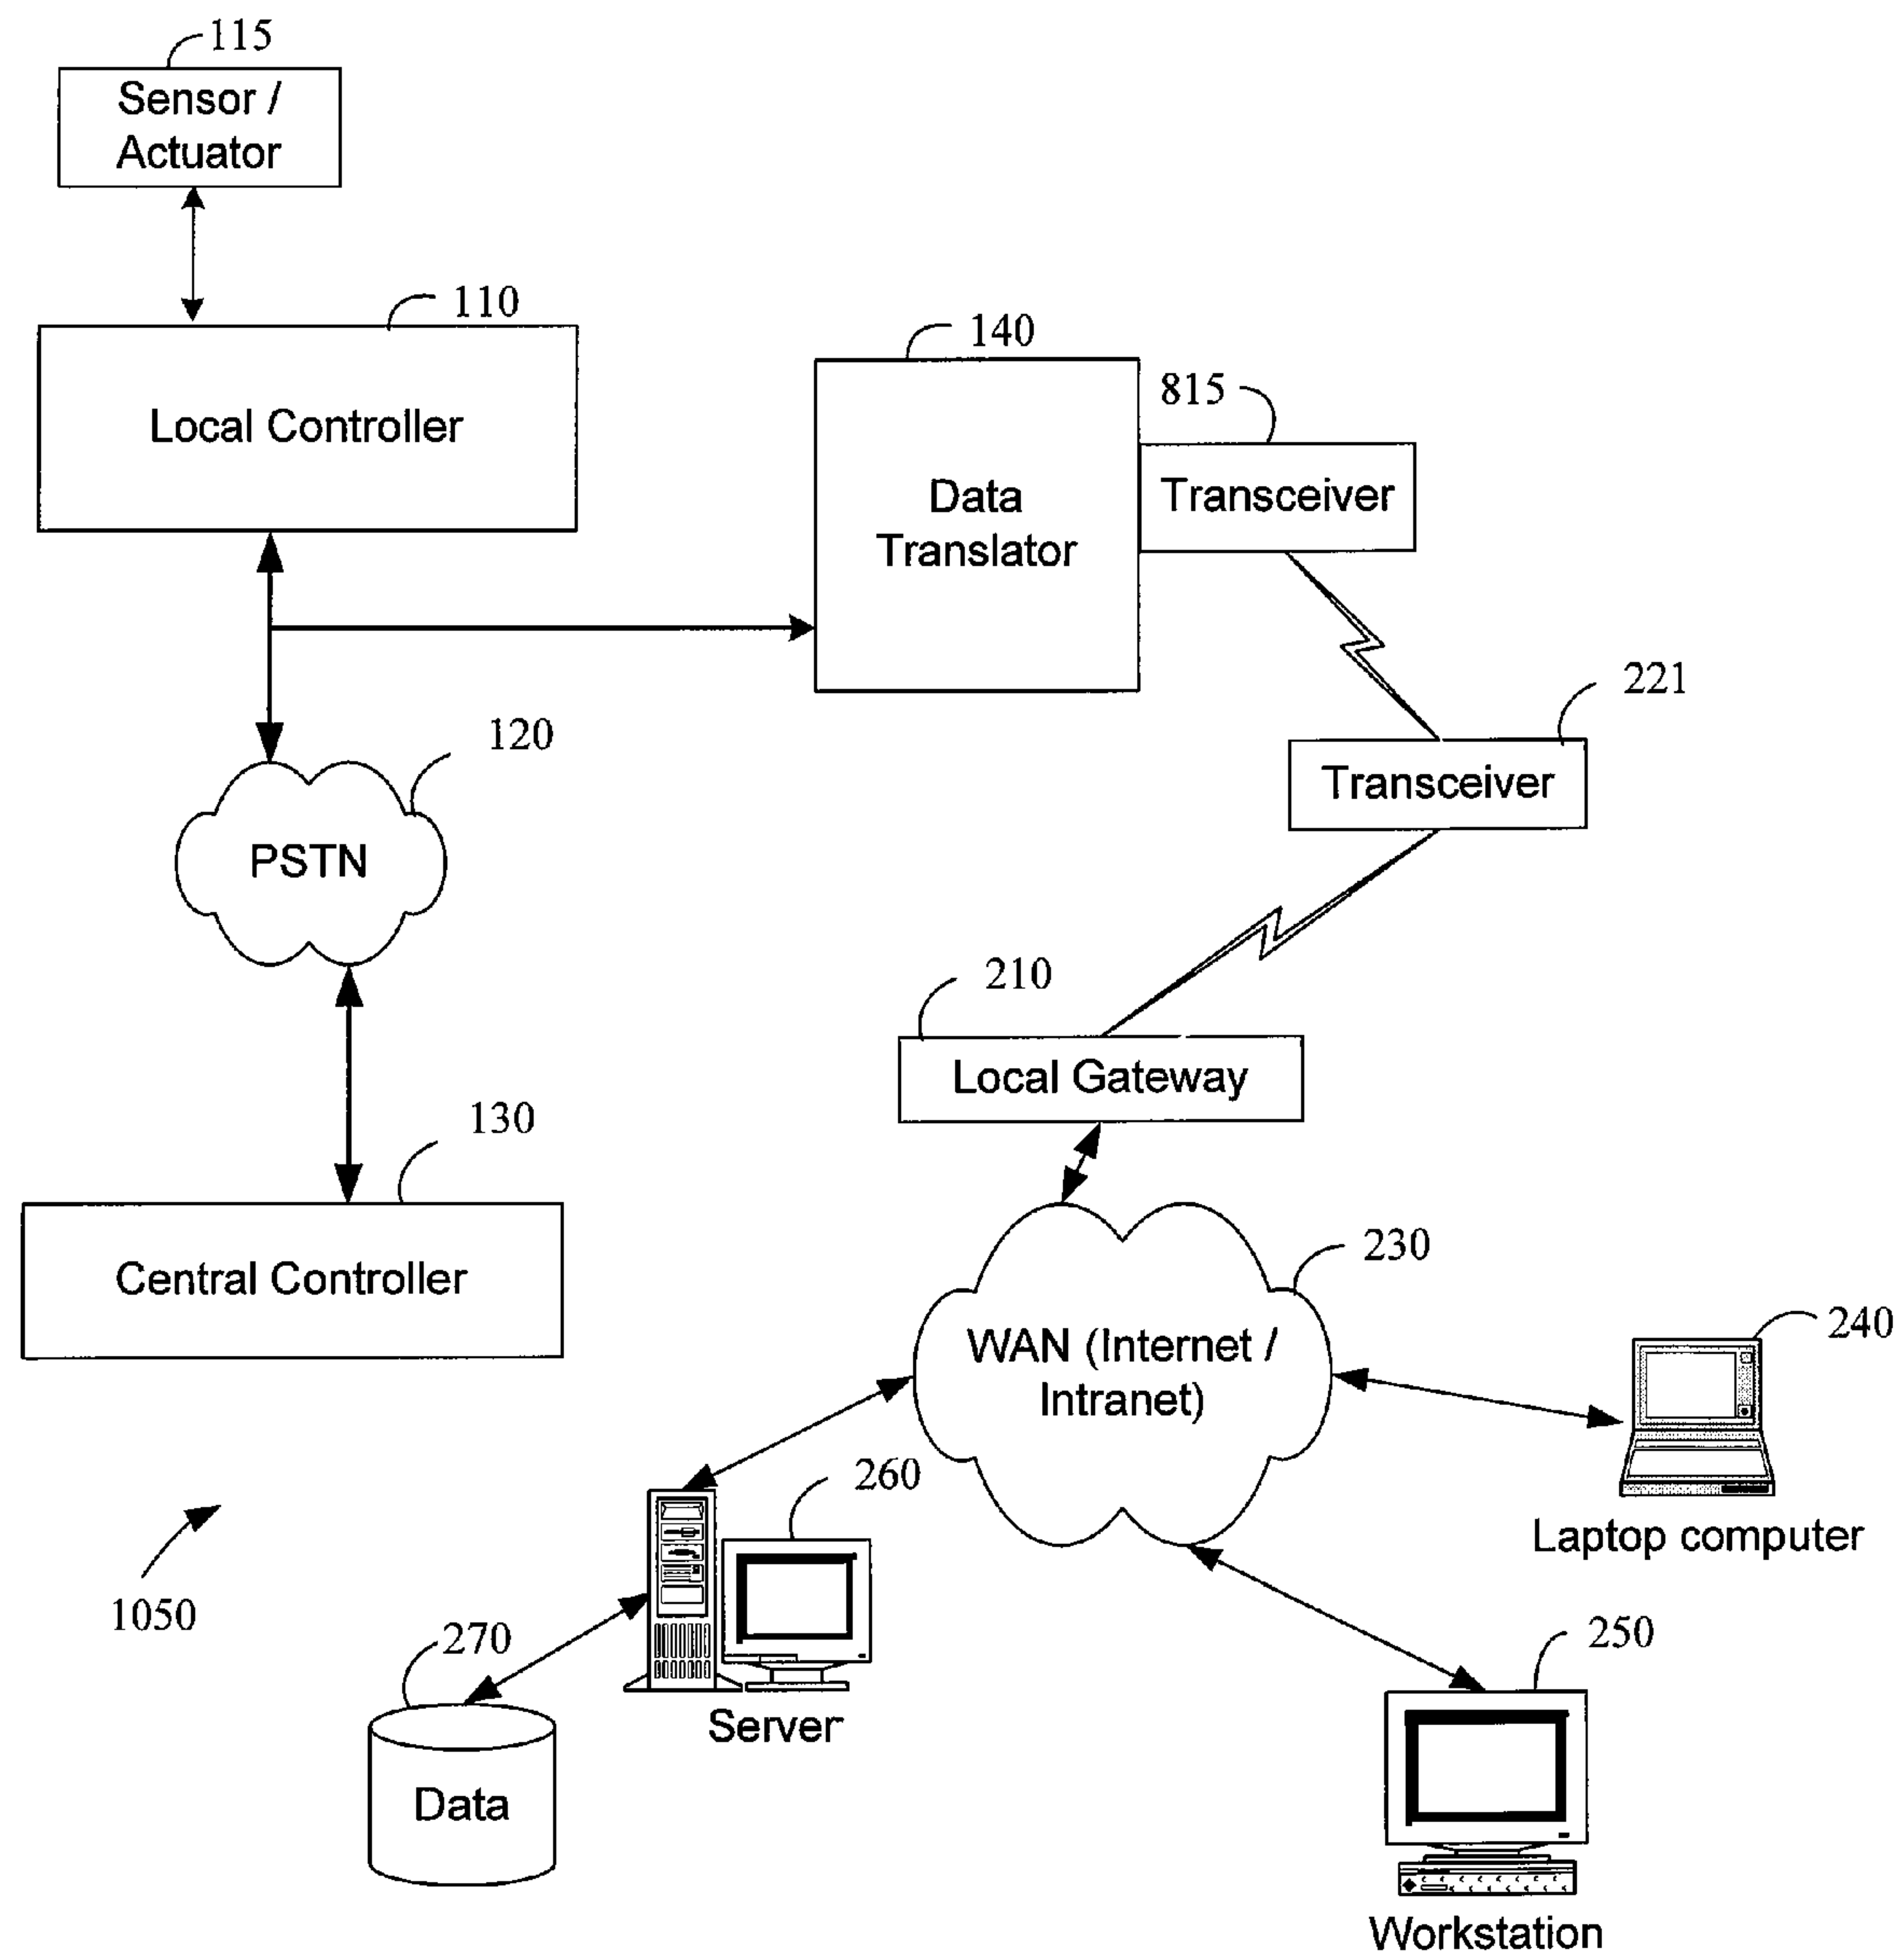 115
Sensor /
Actuator
110
Local Controller
140
815
Data
Translator
Transceiver
221
Transceiver
120
PSTN
210
Local Gateway
130
Central Controller
230
WAN (Internet /
Intranet)
240
Laptop computer
260
Server
1050
270
Data
250
Workstation